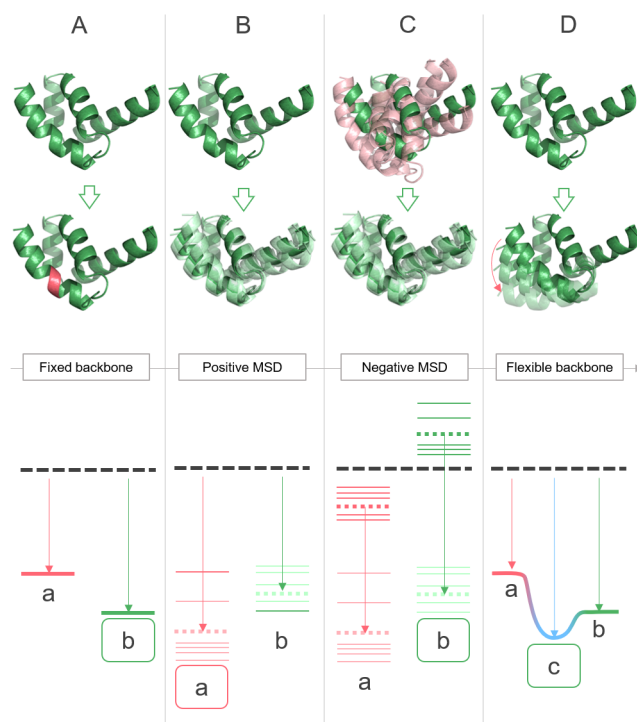 A B C D
Fixed backbone Positive MSD Negative MSD Flexible backbone
a a
b b b b
a a c